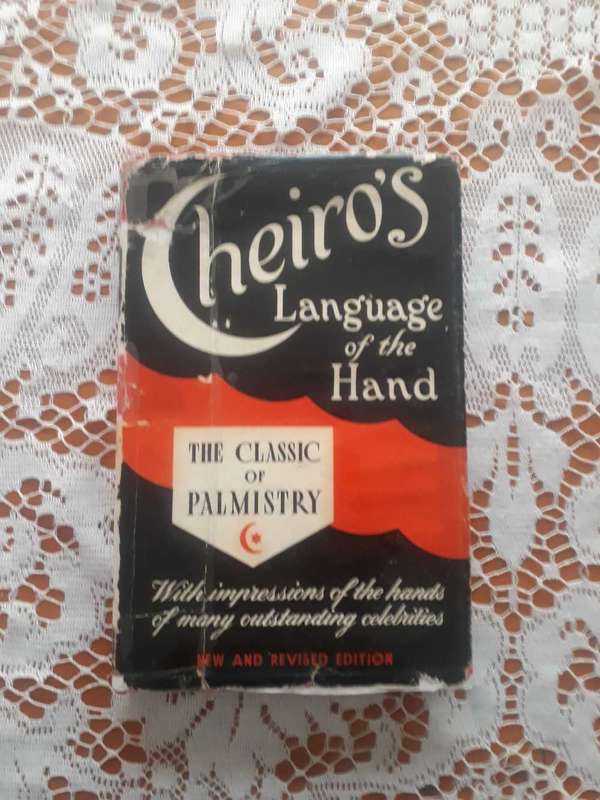 Cheiro's
Language
of the
Hand
THE CLASSIC
OF
PALMISTRY
With impressions of the hands
of many outstanding celebrities
NEW AND REVISED EDITION